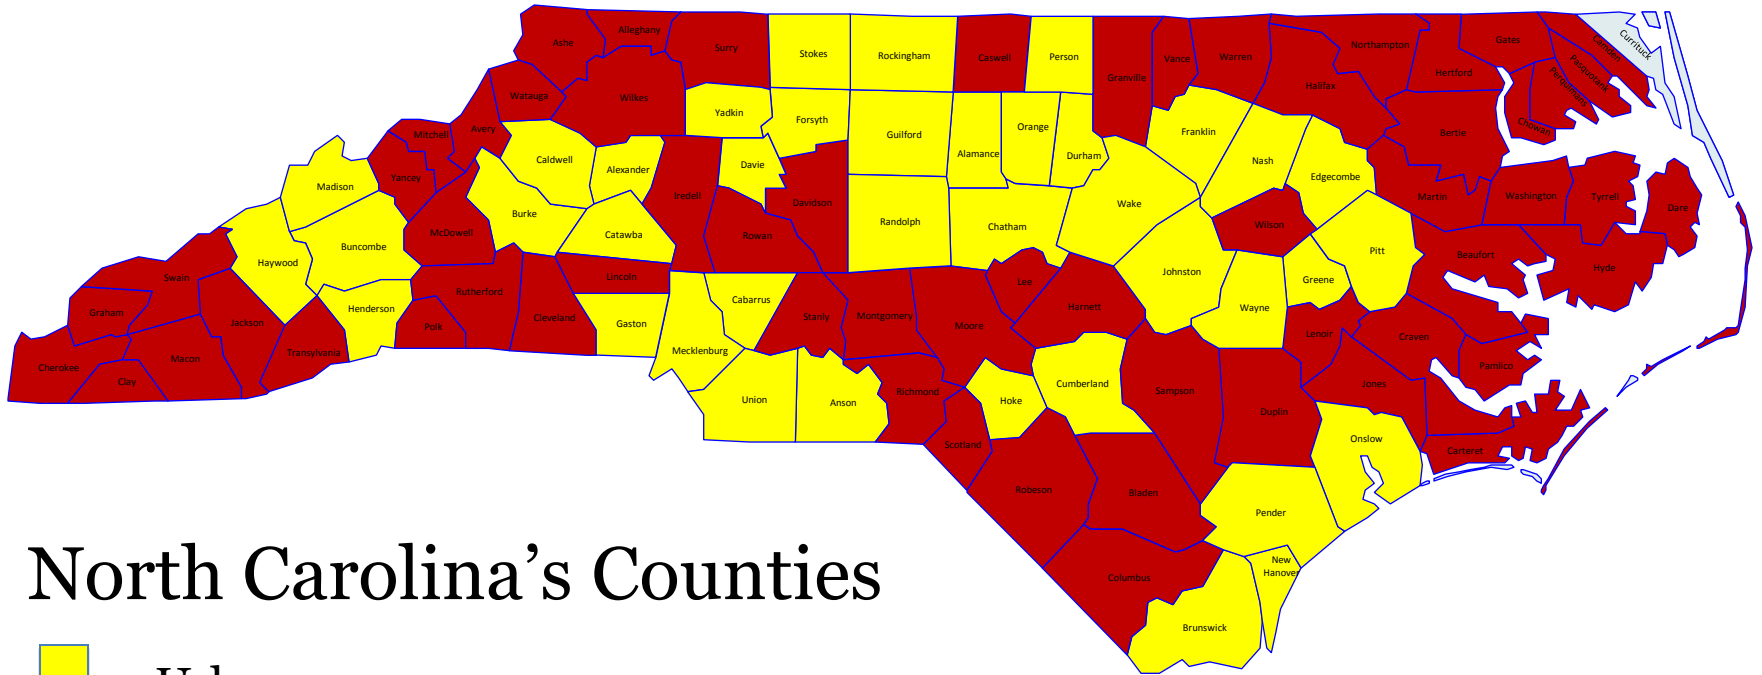 Ashe
Alleghany
Surry
Stokes
Rockingham
Caswell
Person
Granville
Vance
Warren
Northampton
Gates
Camden
Currituck
Hertford
Pasquotank
Perquimans
Halifax
Watauga
Wilkes
Yadkin
Forsyth
Guilford
Alamance
Orange
Durham
Franklin
Nash
Edgecombe
Bertie
Chowan
Mitchell
Avery
Caldwell
Alexander
Davie
Madison
Yancey
Iredell
Davidson
Randolph
Chatham
Wake
Wilson
Martin
Washington
Tyrrell
Dare
Burke
Catawba
Rowan
McDowell
Buncombe
Haywood
Johnston
Pitt
Beaufort
Hyde
Swain
Graham
Jackson
Henderson
Rutherford
Polk
Cleveland
Lincoln
Gaston
Cabarrus
Stanly
Montgomery
Moore
Lee
Harnett
Wayne
Greene
Lenoir
Craven
Pamlico
Cherokee
Clay
Macon
Transylvania
Mecklenburg
Union
Anson
Richmond
Hoke
Cumberland
Sampson
Duplin
Jones
Scotland
Onslow
Carteret
Robeson
Bladen
Pender
Columbus
New
Hanover
Brunswick
North Carolina’s Counties